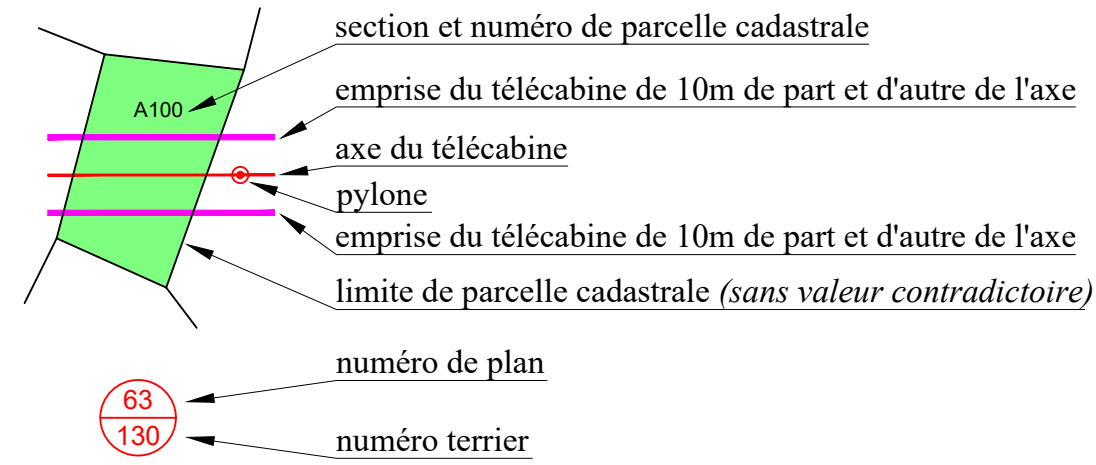 section et numéro de parcelle cadastrale
A100
emprise du télécabine de 10m de part et d'autre de l'axe
axe du télécabine
pylone
emprise du télécabine de 10m de part et d'autre de l'axe
limite de parcelle cadastrale (sans valeur contradictoire)
numéro de plan
63
130
numéro terrier